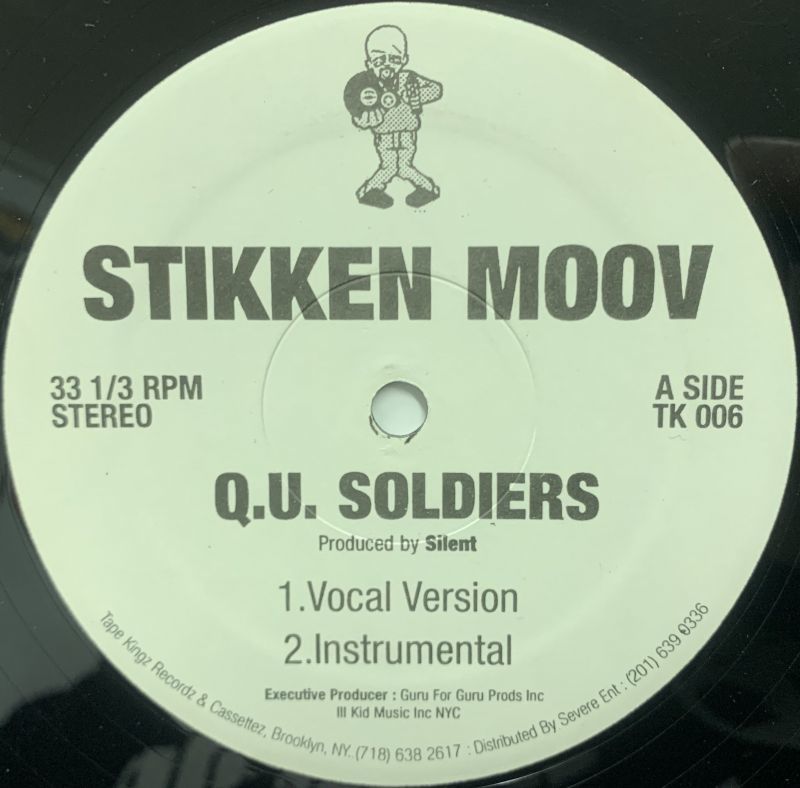 STIKKEN MOOV
33 1/3 RPM
STEREO
A SIDE
TK 006
Q.U. SOLDIERS
Produced by Silent
1.Vocal Version
2.Instrumental
Executive Producer : Guru For Guru Prods Inc
Ill Kid Music Inc NYC
Tape Kingz Recordz & Cassettez, Brooklyn, NY. (718) 638 2617 : Distributed By Severe Ent : (201) 639 0336